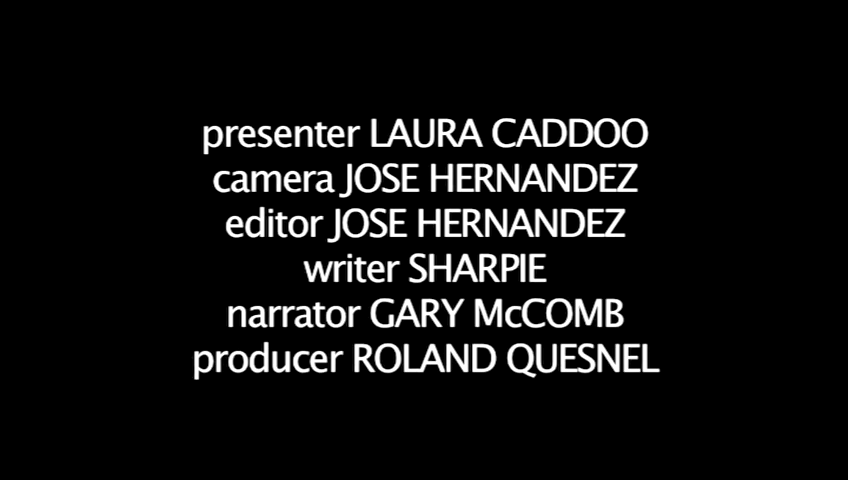 presenter LAURA CADDOO
camera JOSE HERNANDEZ
editor JOSE HERNANDEZ
writer SHARPIE
narrator GARY McCOMB
producer ROLAND QUESNEL